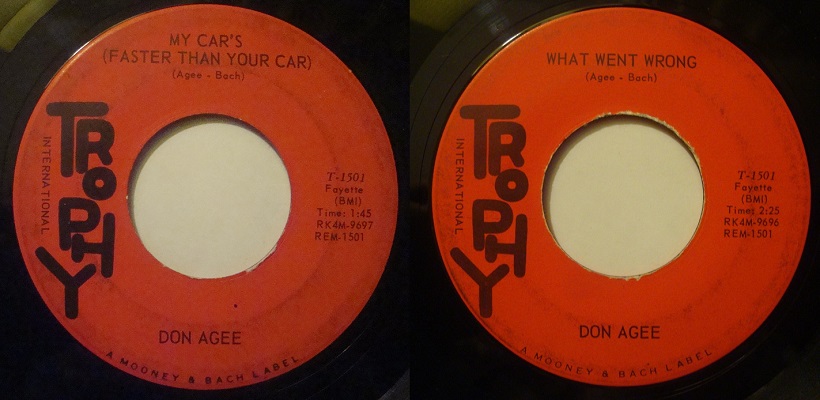 MY CAR'S
(FASTER THAN YOUR CAR)
(Agee - Bach)
TROPHY
INTERNATIONAL
T-1501
Fayette
(BMI)
Time: 1:45
RK4M-9697
REM-1501
DON AGEE
A MOONEY & BACH LABEL
WHAT WENT WRONG
(Agee - Bach)
TROPHY
INTERNATIONAL
T-1501
Fayette
(BMI)
Time: 2:25
RK4M-9696
REM-1501
DON AGEE
A MOONEY & BACH LABEL